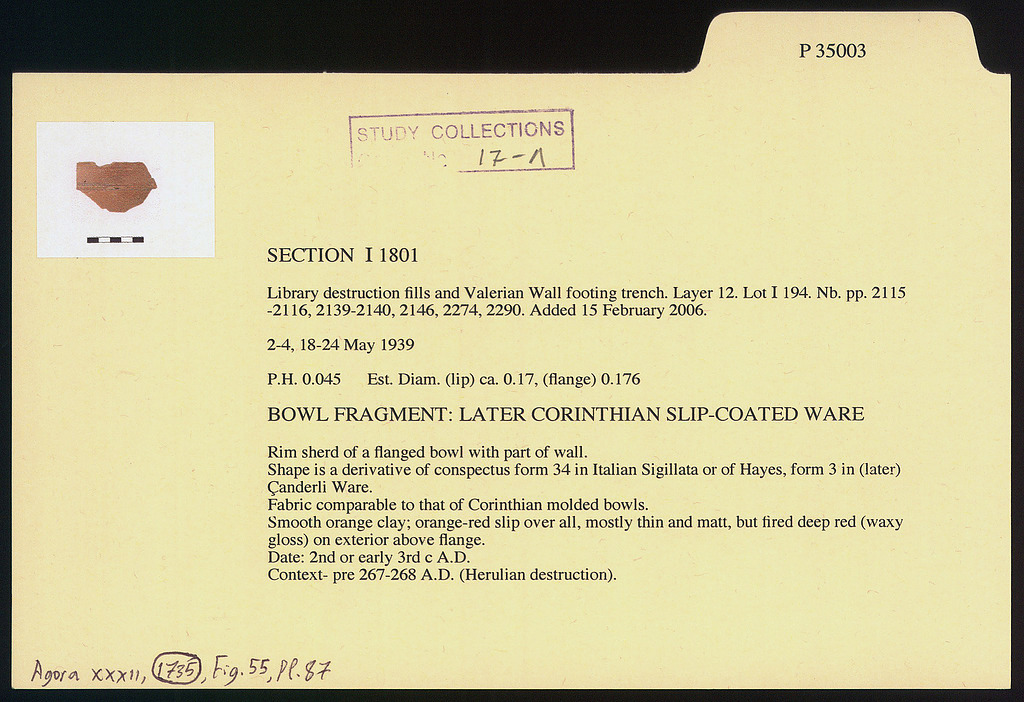 P 35003
STUDY COLLECTIONS
No. 17-1
SECTION I 1801
Library destruction fills and Valerian Wall footing trench. Layer 12. Lot I 194. Nb. pp. 2115
-2116, 2139-2140, 2146, 2274, 2290. Added 15 February 2006.
2-4, 18-24 May 1939
P.H. 0.045 Est. Diam. (lip) ca. 0.17, (flange) 0.176
BOWL FRAGMENT: LATER CORINTHIAN SLIP-COATED WARE
Rim sherd of a flanged bowl with part of wall.
Shape is a derivative of conspectus form 34 in Italian Sigillata or of Hayes, form 3 in (later)
Çanderli Ware.
Fabric comparable to that of Corinthian molded bowls.
Smooth orange clay; orange-red slip over all, mostly thin and matt, but fired deep red (waxy
gloss) on exterior above flange.
Date: 2nd or early 3rd c A.D.
Context- pre 267-268 A.D. (Herulian destruction).
Agora XXXII, 1735, Fig. 55, Pl. 87